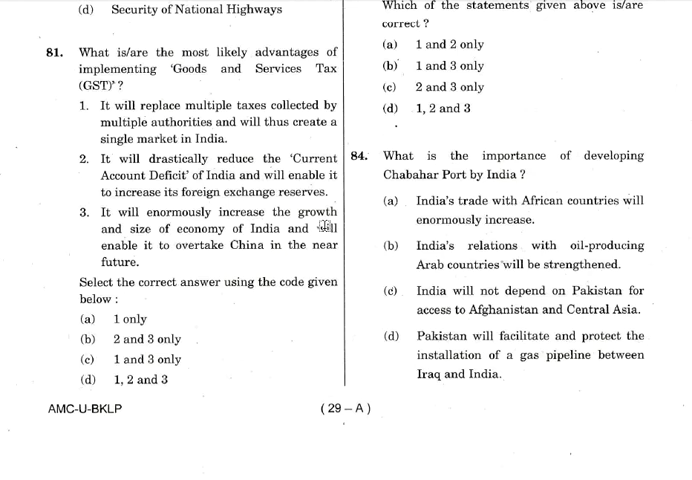 (d) Security of National Highways
81. What is/are the most likely advantages of
implementing 'Goods and Services Tax
(GST)' ?
1. It will replace multiple taxes collected by
multiple authorities and will thus create a
single market in India.
2. It will drastically reduce the 'Current
Account Deficit' of India and will enable it
to increase its foreign exchange reserves.
3. It will enormously increase the growth
and size of economy of India and will
enable it to overtake China in the near
future.
Select the correct answer using the code given
below :
(a) 1 only
(b) 2 and 3 only
(c) 1 and 3 only
(d) 1, 2 and 3
Which of the statements given above is/are
correct ?
(a) 1 and 2 only
(b) 1 and 3 only
(c) 2 and 3 only
(d) 1, 2 and 3
84. What is the importance of developing
Chabahar Port by India ?
(a) India's trade with African countries will
enormously increase.
(b) India's relations with oil-producing
Arab countries will be strengthened.
(c) India will not depend on Pakistan for
access to Afghanistan and Central Asia.
(d) Pakistan will facilitate and protect the
installation of a gas pipeline between
Iraq and India.
AMC-U-BKLP
( 29 – A )